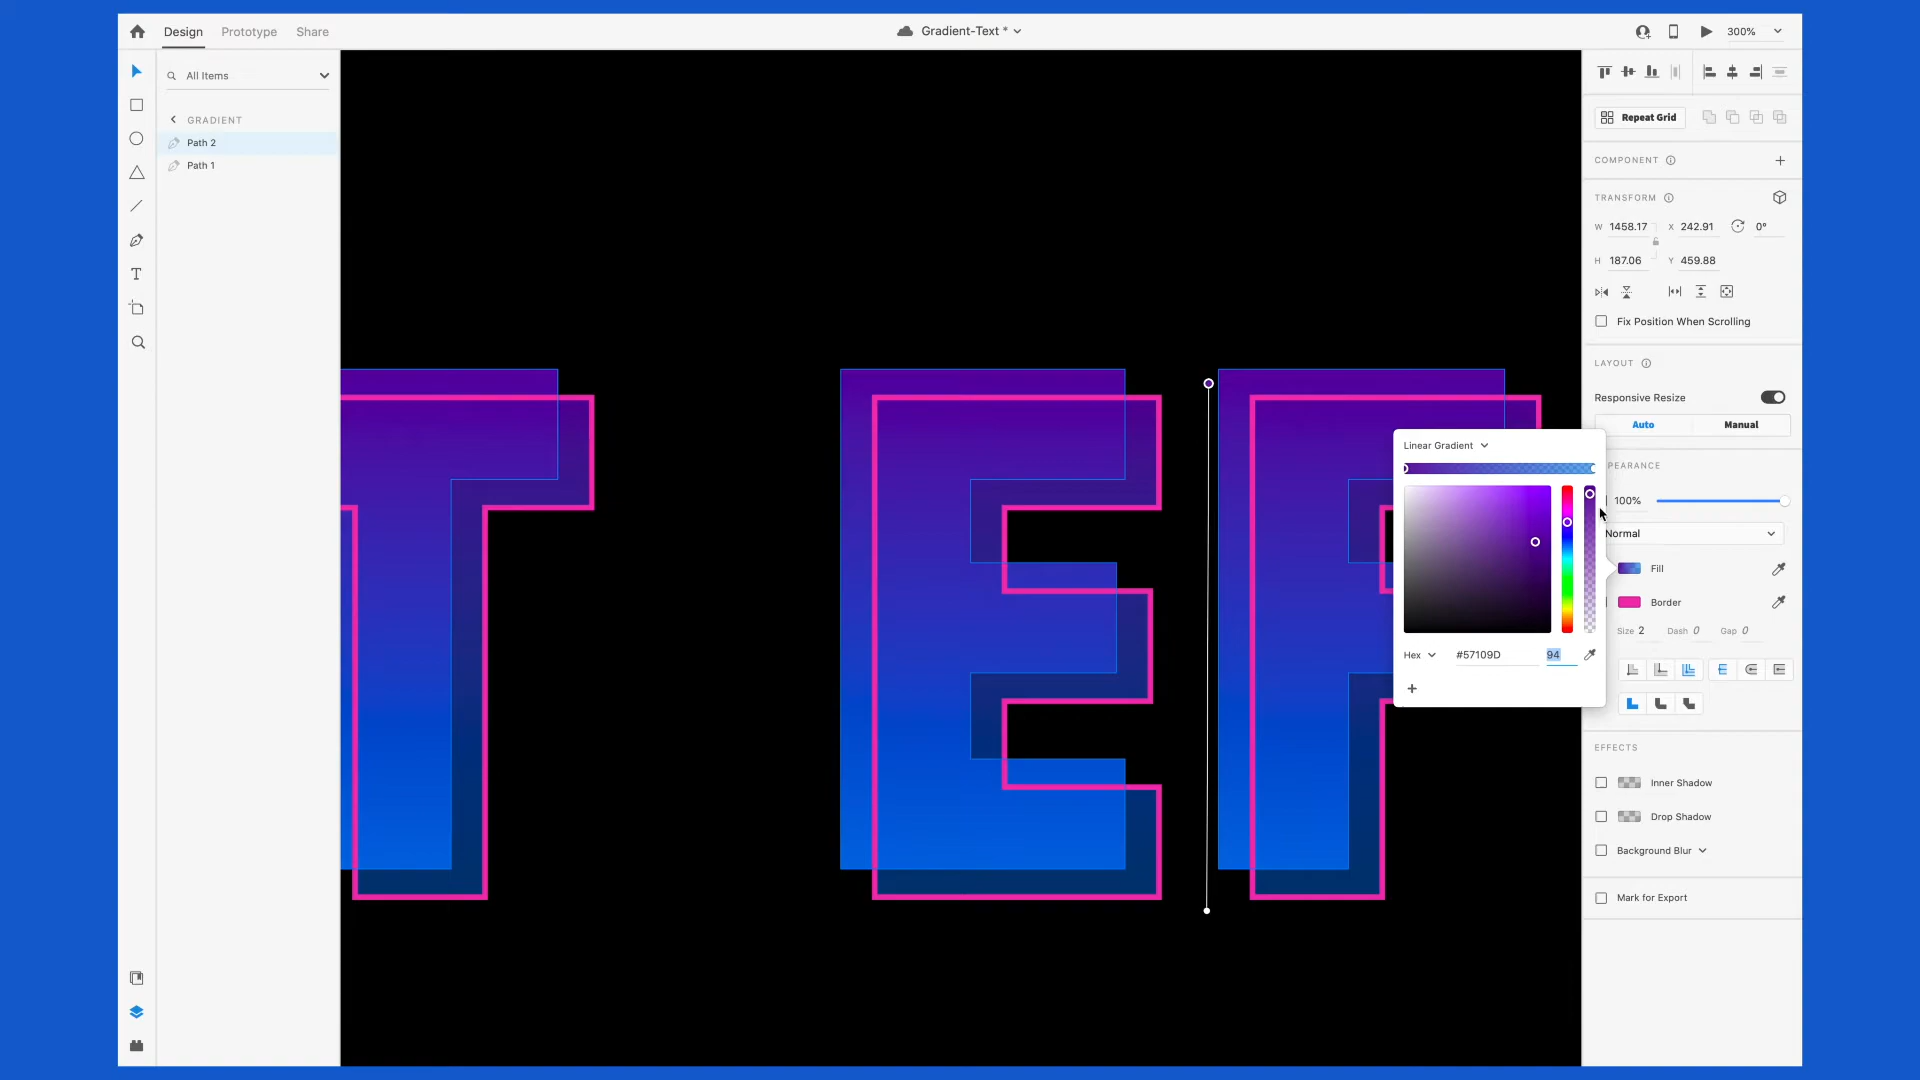 Design Prototype Share
Gradient-Text *
300%
All Items
GRADIENT
Path 2
Path 1
T E F
Repeat Grid
COMPONENT
TRANSFORM
W 1458.17 X 242.91 0°
H 187.06 Y 459.88
Fix Position When Scrolling
LAYOUT
Responsive Resize
Auto Manual
PEARANCE
100%
Normal
Fill
Border
Size 2 Dash 0 Gap 0
Linear Gradient
Hex #57109D 94
EFFECTS
Inner Shadow
Drop Shadow
Background Blur
Mark for Export